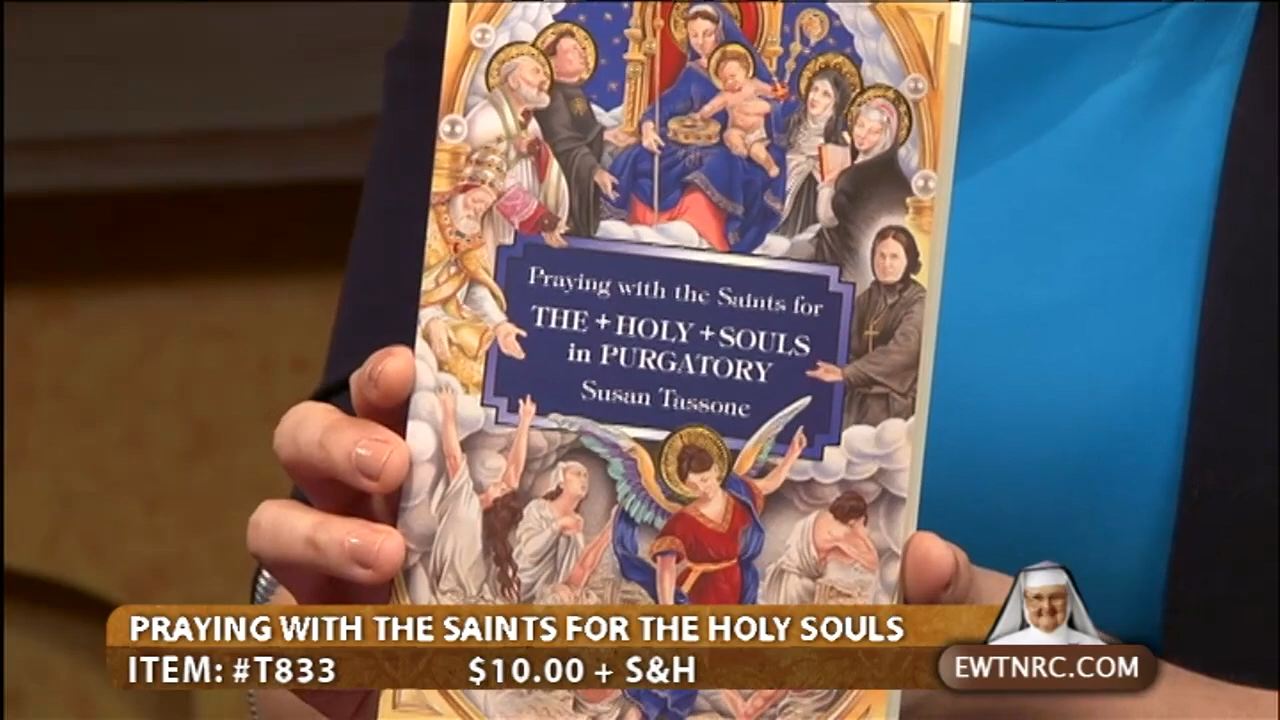 Praying with the Saints for
THE + HOLY + SOULS
in PURGATORY
Susan Tassone
PRAYING WITH THE SAINTS FOR THE HOLY SOULS
ITEM: #T833 $10.00 + S&H
EWTNRC.COM